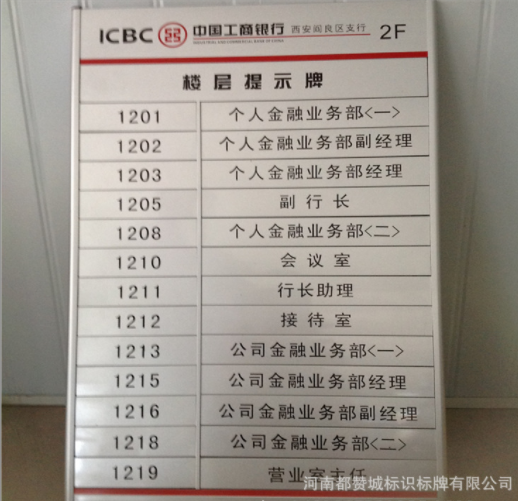 ICBC 中国工商银行 西安阎良区支行 2F
INDUSTRIAL AND COMMERCIAL BANK OF CHINA
楼层提示牌
1201 个人金融业务部<一>
1202 个人金融业务部副经理
1203 个人金融业务部经理
1205 副行长
1208 个人金融业务部<二>
1210 会议室
1211 行长助理
1212 接待室
1213 公司金融业务部<一>
1215 公司金融业务部经理
1216 公司金融业务部副经理
1218 公司金融业务部<二>
1219 营业室主任
河南都赞城标识标牌有限公司